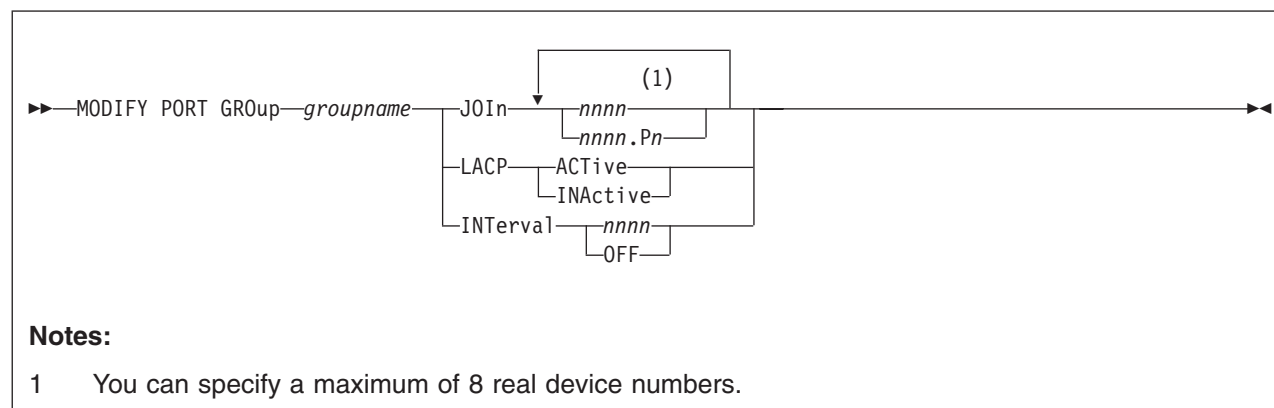 (1)
MODIFY PORT GROup groupname JOIn nnnn
nnnn.Pn
LACP ACTive
INActive
INTerval nnnn
OFF
Notes:
1 You can specify a maximum of 8 real device numbers.